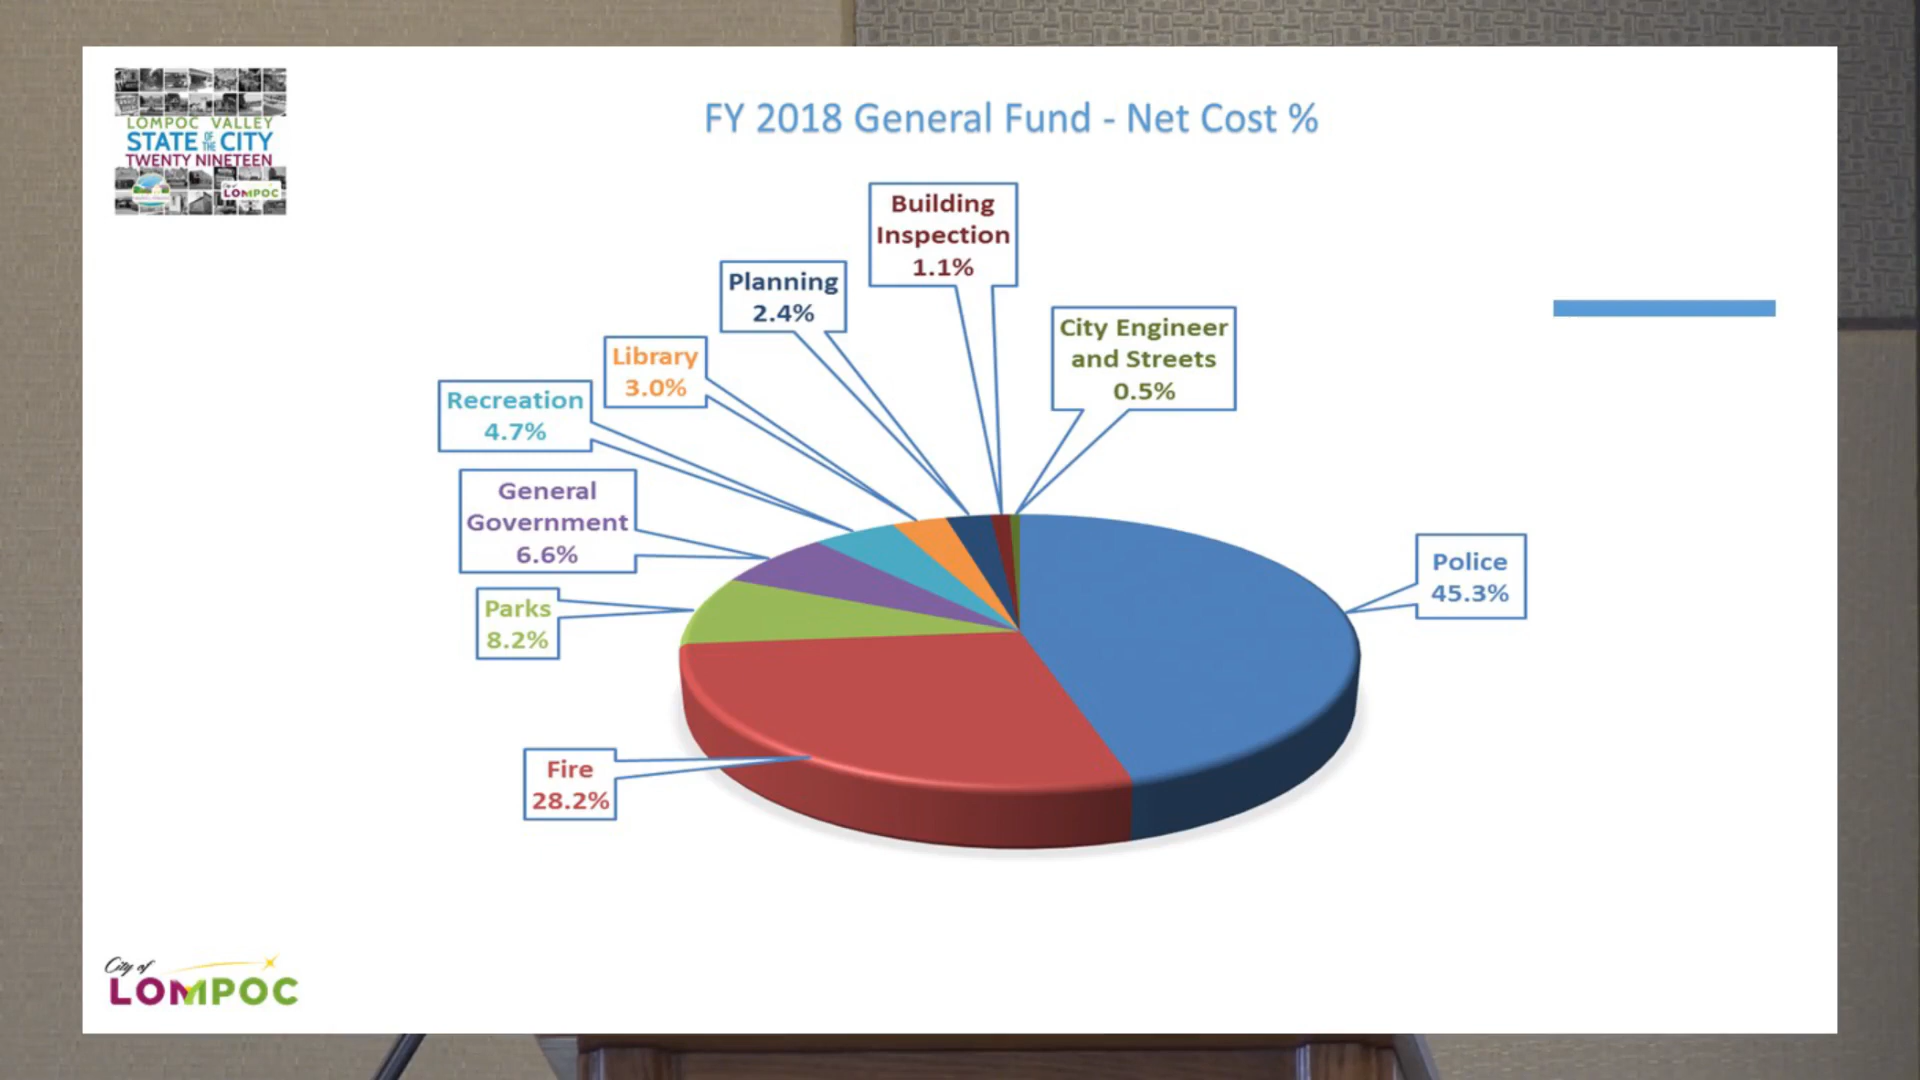 LOMPOC VALLEY
STATE OF THE CITY
TWENTY NINETEEN
City of
LOMPOC
FY 2018 General Fund - Net Cost %
Building
Inspection
1.1%
Planning
2.4%
City Engineer
and Streets
0.5%
Library
3.0%
Recreation
4.7%
General
Government
6.6%
Police
45.3%
Parks
8.2%
Fire
28.2%
City of
LOMPOC